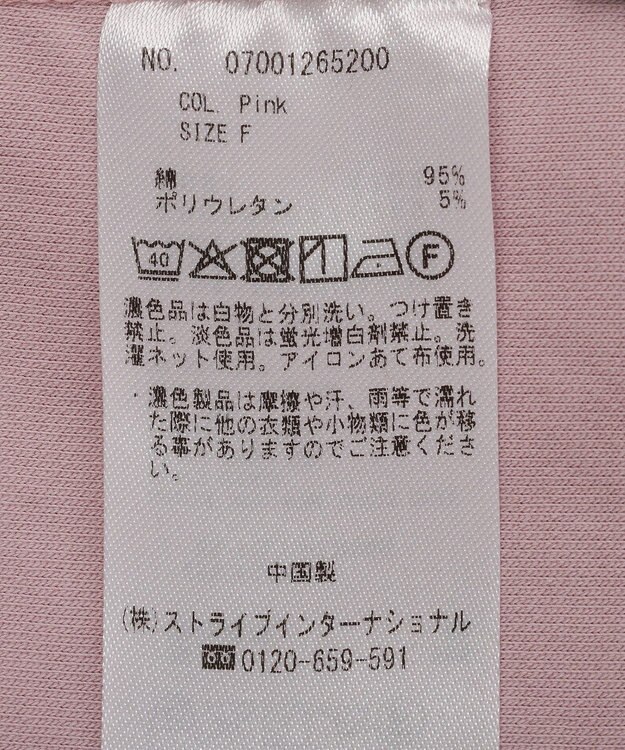 NO. 07001265200
COL. Pink
SIZE F
綿 95%
ポリウレタン 5%
40 F
濃色品は白物と分別洗い。つけ置き
禁止。淡色品は蛍光増白剤禁止。洗
濯ネット使用。アイロンあて布使用。
・濃色製品は摩擦や汗、雨等で濡れ
た際に他の衣類や小物類に色が移
る事がありますのでご注意くださ
い。
中国製
(株)ストライプインターナショナル
0120-659-591